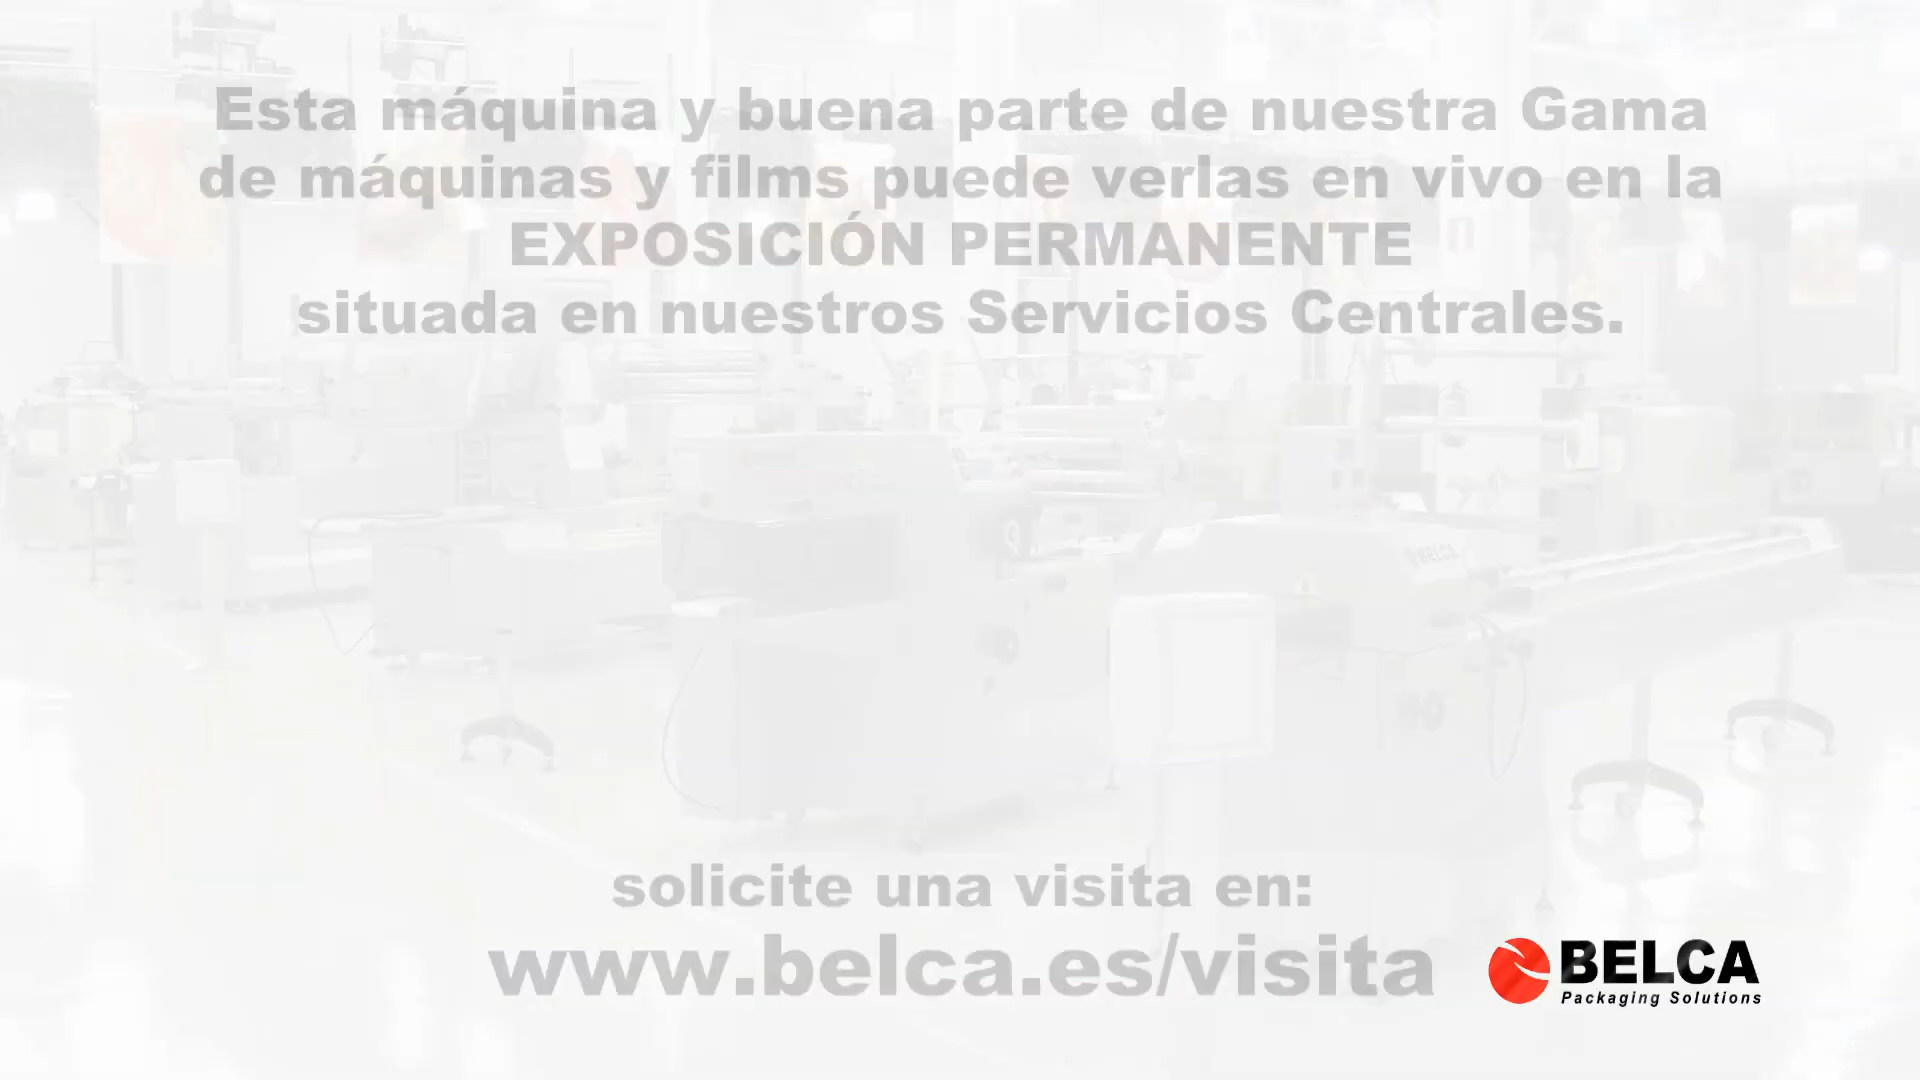 Esta máquina y buena parte de nuestra Gama
de máquinas y films puede verlas en vivo en la
EXPOSICIÓN PERMANENTE
situada en nuestros Servicios Centrales.
BELCA
solicite una visita en:
www.belca.es/visita
BELCA
Packaging Solutions